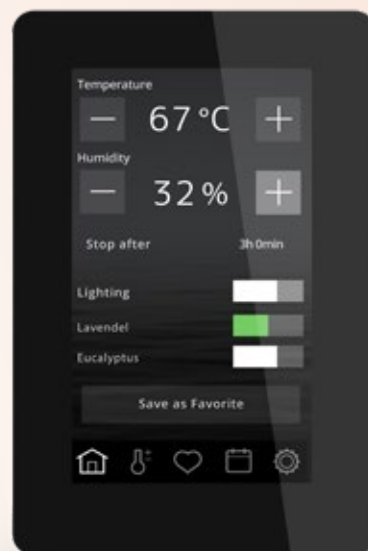 Temperature
— 67 °C +
Humidity
— 32 % +
Stop after 3h 0min
Lighting
Lavendel
Eucalyptus
Save as Favorite